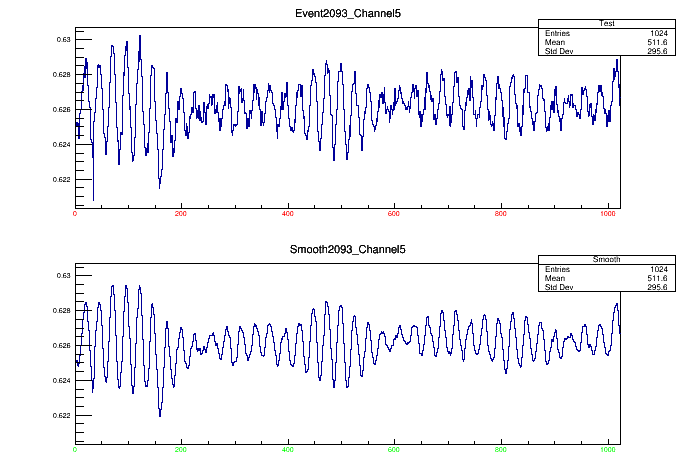 Event2093_Channel5
Test
Entries 1024
Mean 511.6
Std Dev 295.6
0.63
0.628
0.626
0.624
0.622
0 200 400 600 800 1000
Smooth2093_Channel5
Smooth
Entries 1024
Mean 511.6
Std Dev 295.6
0.63
0.628
0.626
0.624
0.622
0 200 400 600 800 1000